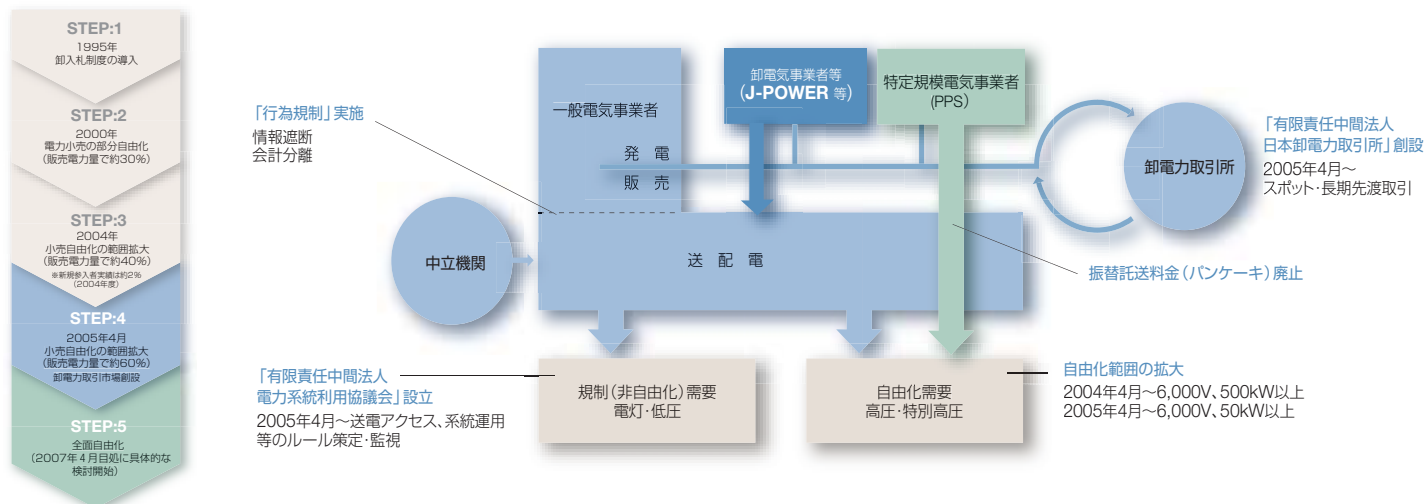 STEP:1
1995年
卸入札制度の導入
STEP:2
2000年
電力小売の部分自由化
(販売電力量で約30%)
STEP:3
2004年
小売自由化の範囲拡大
(販売電力量で約40%)
※新規参入者実績は約2%
(2004年度)
STEP:4
2005年4月
小売自由化の範囲拡大
(販売電力量で約60%)
卸電力取引市場創設
STEP:5
全面自由化
(2007年4月目処に具体的な
検討開始)
「行為規制」実施
情報遮断
会計分離
一般電気事業者
発 電
販 売
卸電気事業者等
(J-POWER 等)
特定規模電気事業者
(PPS)
卸電力取引所
「有限責任中間法人
日本卸電力取引所」創設
2005年4月〜
スポット・長期先渡取引
中立機関
送 配 電
振替託送料金(パンケーキ)廃止
「有限責任中間法人
電力系統利用協議会」設立
2005年4月〜送電アクセス、系統運用
等のルール策定・監視
規制(非自由化)需要
電灯・低圧
自由化需要
高圧・特別高圧
自由化範囲の拡大
2004年4月〜6,000V、500kW以上
2005年4月〜6,000V、50kW以上